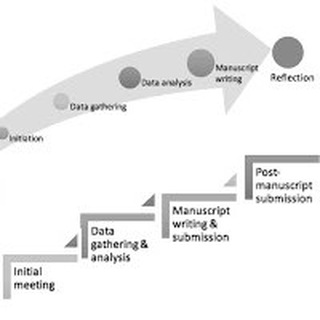 Manuscript
writing
Reflection
Data analysis
Data gathering
Initiation
Post-
manuscript
submission
Manuscript
writing &
submission
Data
gathering &
analysis
Initial
meeting